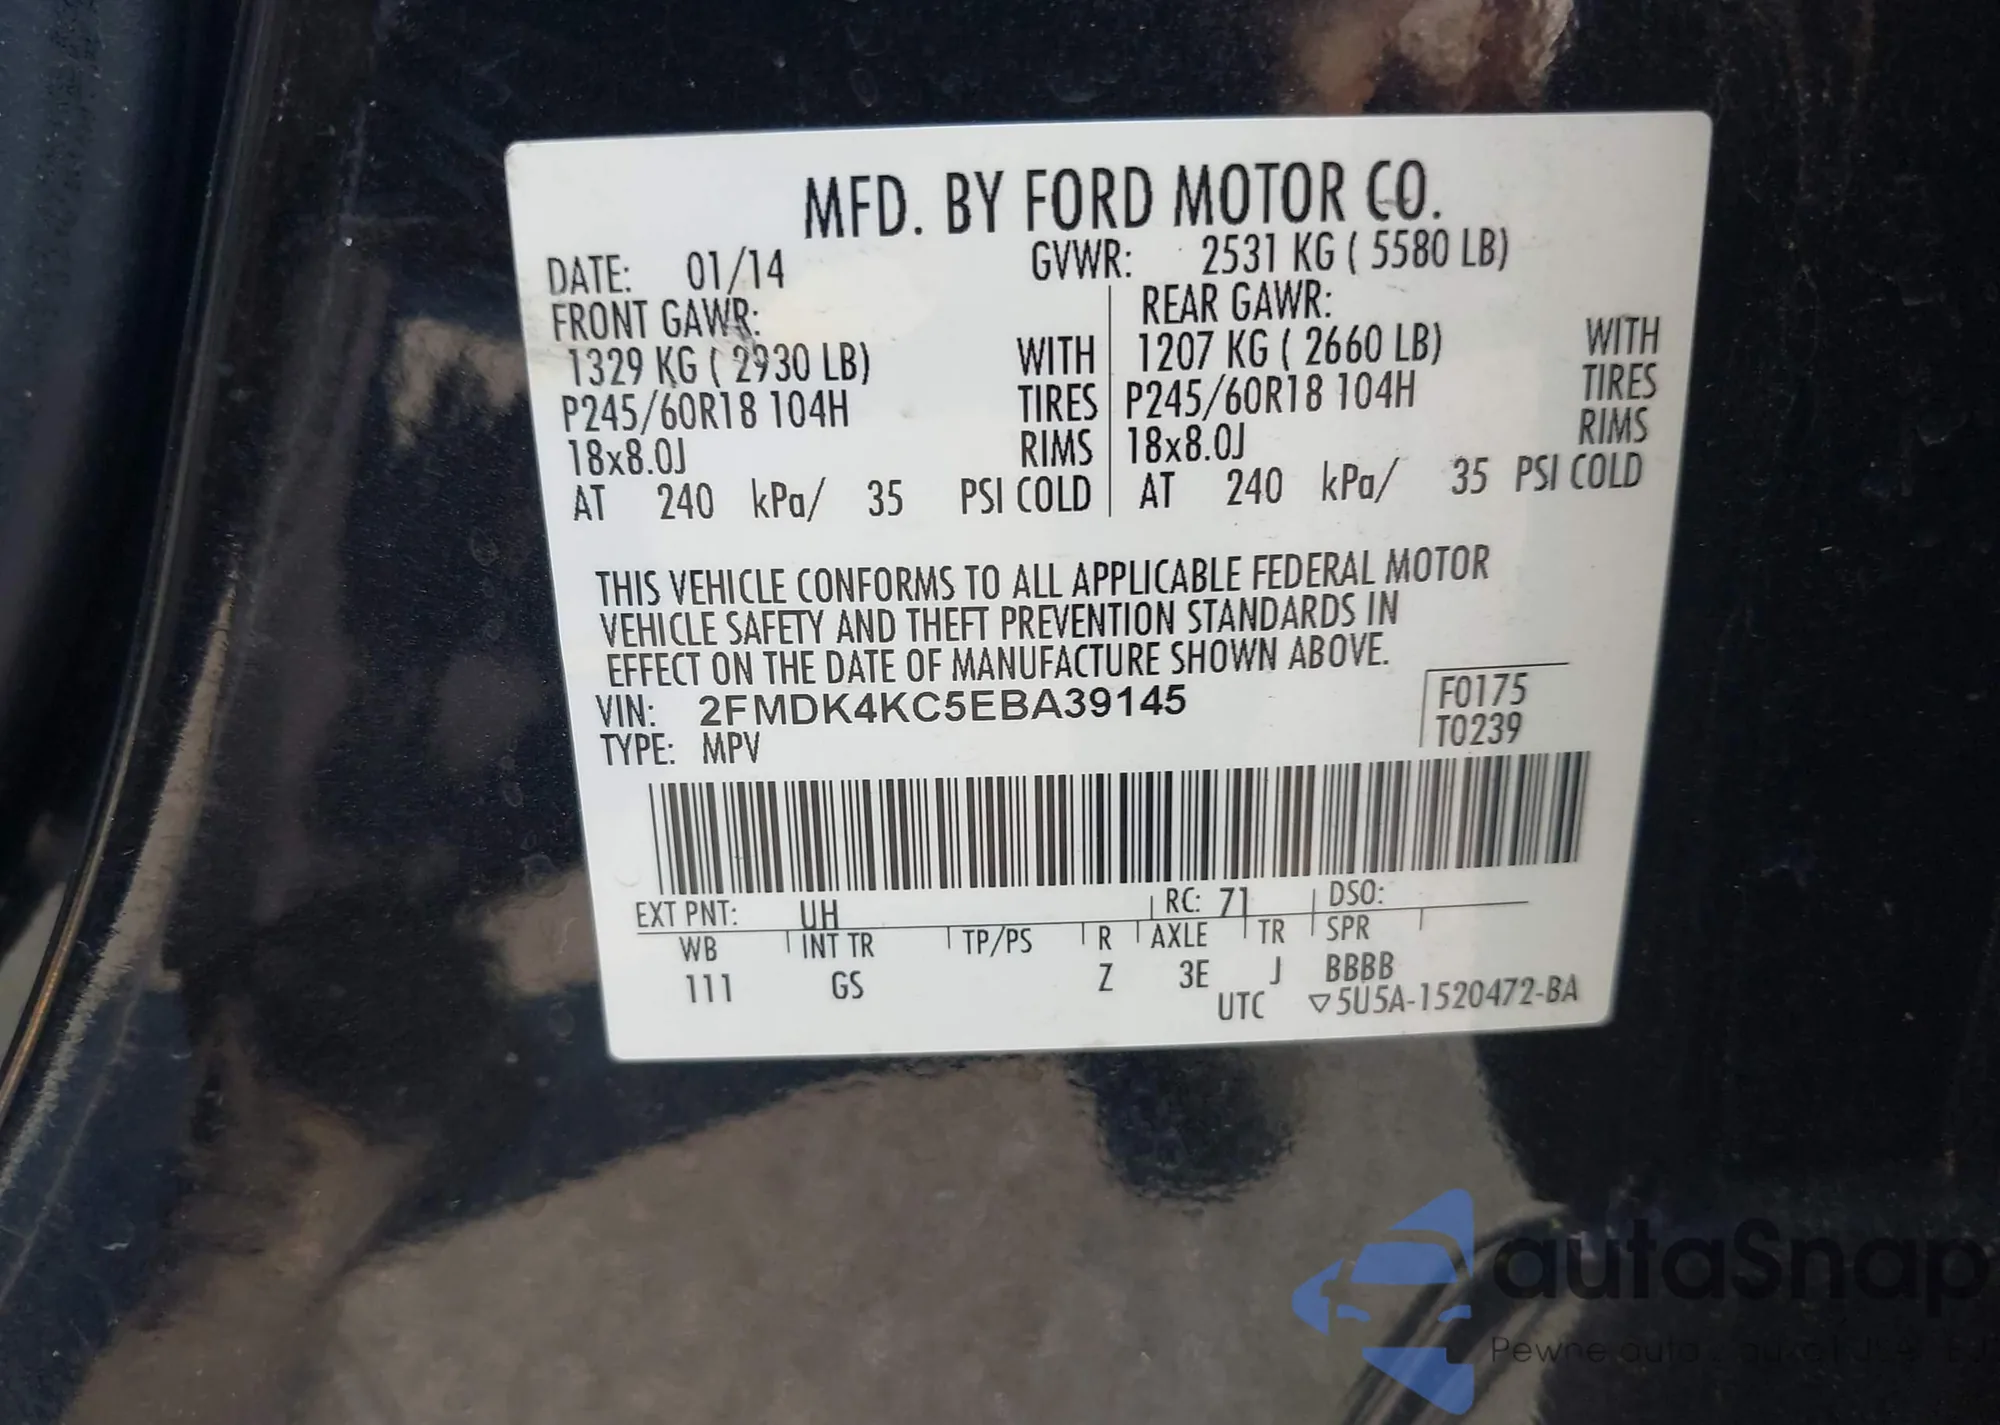 MFD. BY FORD MOTOR CO.
DATE: 01/14 GVWR: 2531 KG ( 5580 LB)
FRONT GAWR: REAR GAWR:
1329 KG ( 2930 LB) WITH 1207 KG ( 2660 LB) WITH
P245/60R18 104H TIRES P245/60R18 104H TIRES
18x8.0J RIMS 18x8.0J RIMS
AT 240 kPa/ 35 PSI COLD AT 240 kPa/ 35 PSI COLD
THIS VEHICLE CONFORMS TO ALL APPLICABLE FEDERAL MOTOR
VEHICLE SAFETY AND THEFT PREVENTION STANDARDS IN
EFFECT ON THE DATE OF MANUFACTURE SHOWN ABOVE.
VIN: 2FMDK4KC5EBA39145 F0175
TYPE: MPV T0239
EXT PNT: UH RC: 71 DSO:
WB INT TR TP/PS R AXLE TR SPR
111 GS Z 3E J BBBB
UTC ▽5U5A-1520472-BA
autaSnap
Pewne auta